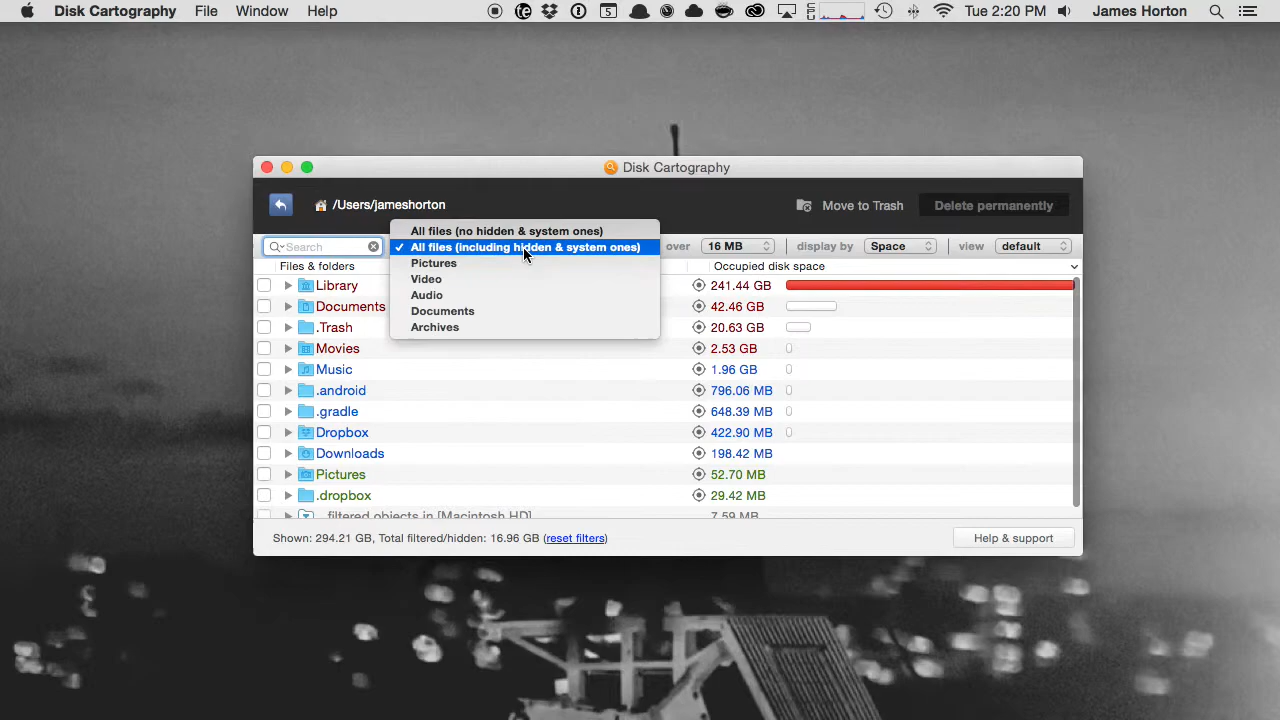 Disk Cartography File Window Help 5 CPU Tue 2:20 PM James Horton
Disk Cartography
/Users/jameshorton Move to Trash Delete permanently
Search over 16 MB display by Space view default
All files (no hidden & system ones)
All files (including hidden & system ones)
Pictures
Video
Audio
Documents
Archives
Files & folders Occupied disk space
Library 241.44 GB
Documents 42.46 GB
.Trash 20.63 GB
Movies 2.53 GB
Music 1.96 GB
.android 796.06 MB
.gradle 648.39 MB
Dropbox 422.90 MB
Downloads 198.42 MB
Pictures 52.70 MB
.dropbox 29.42 MB
...filtered objects in [Macintosh HD] 7.59 MB
Shown: 294.21 GB, Total filtered/hidden: 16.96 GB (reset filters) Help & support